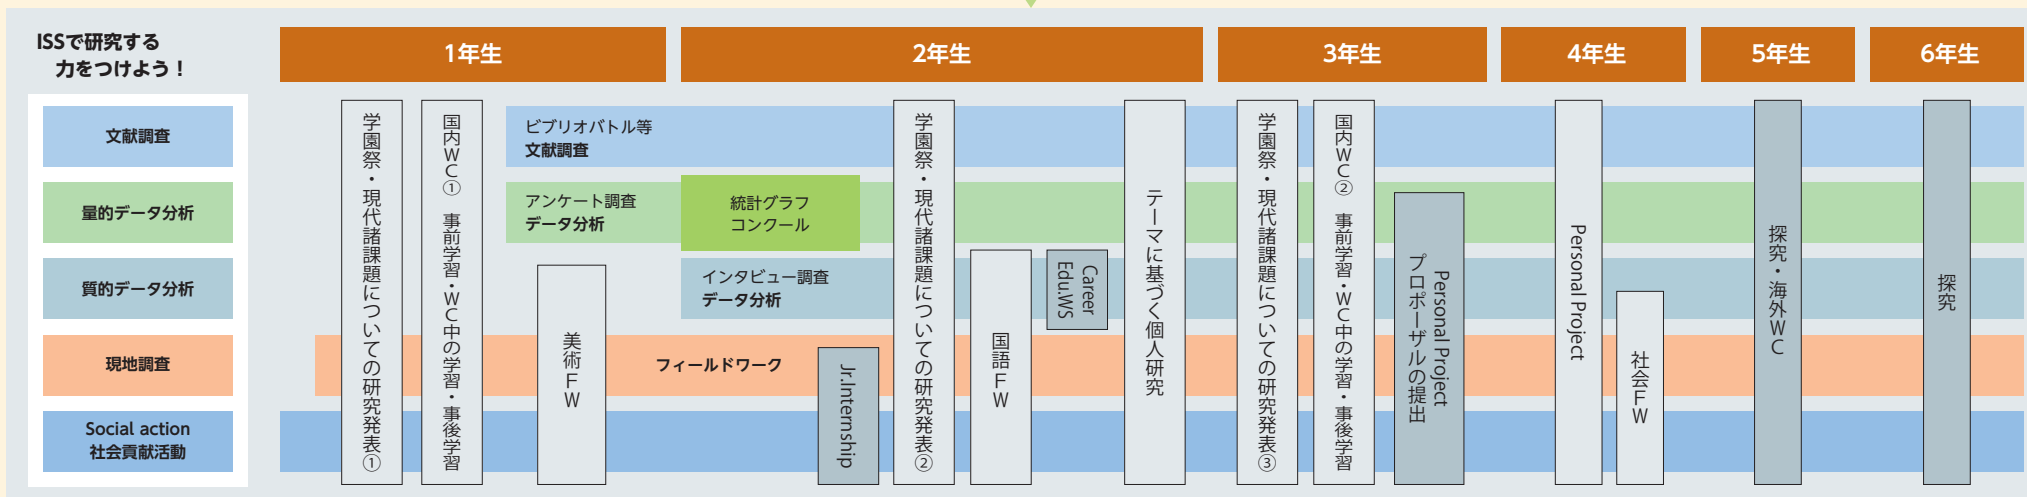 ISSで研究する
力をつけよう！
1年生
2年生
3年生
4年生
5年生
6年生
文献調査
量的データ分析
質的データ分析
現地調査
Social action
社会貢献活動
学園祭・現代諸課題についての研究発表①
国内WC① 事前学習・WC中の学習・事後学習
ビブリオバトル等
文献調査
アンケート調査
データ分析
美術FW
統計グラフ
コンクール
インタビュー調査
データ分析
フィールドワーク
Jr.Internship
学園祭・現代諸課題についての研究発表②
国語FW
Career
Edu.WS
テーマに基づく個人研究
学園祭・現代諸課題についての研究発表③
国内WC② 事前学習・WC中の学習・事後学習
Personal Project
プロポーザルの提出
Personal Project
社会FW
探究・海外WC
探究